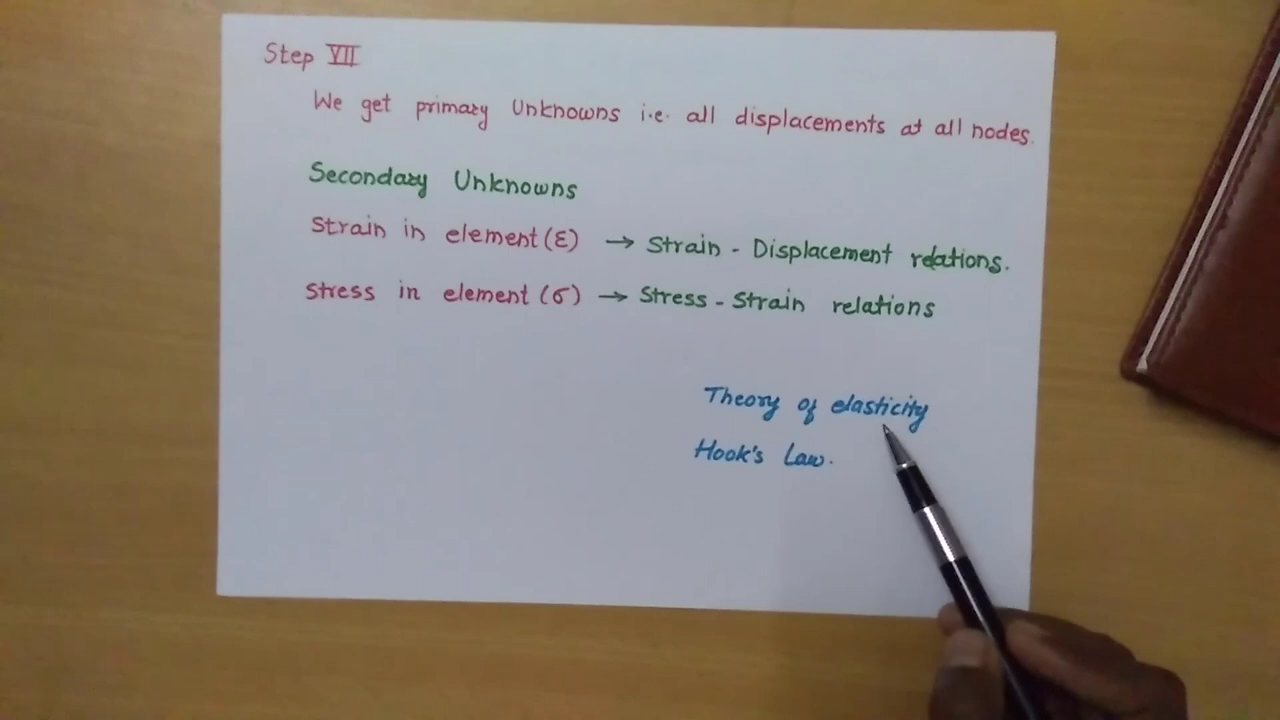 Step VII
We get primary Unknowns i.e. all displacements at all nodes.
Secondary Unknowns
Strain in element (ε) → Strain - Displacement relations.
Stress in element (σ) → Stress - Strain relations
Theory of elasticity
Hook's Law.